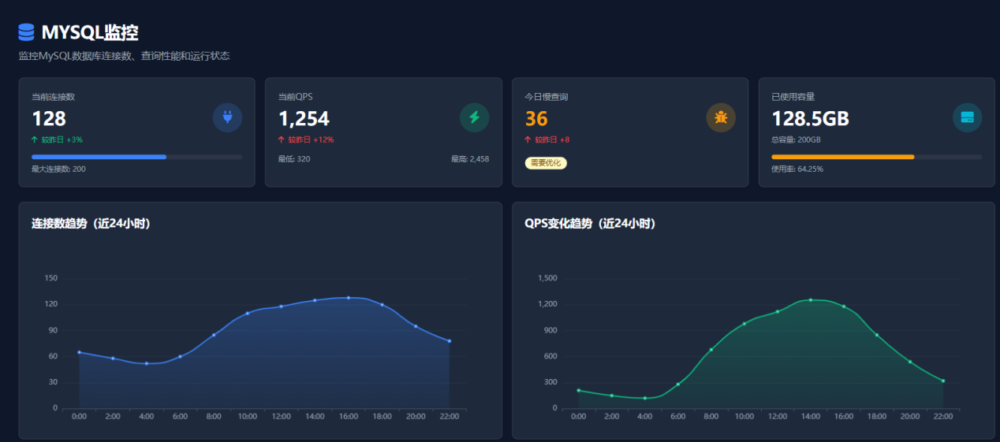 MYSQL监控
监控MySQL数据库连接数、查询性能和运行状态
当前连接数
128
↑ 较昨日 +3%
最大连接数: 200
当前QPS
1,254
↑ 较昨日 +12%
最低: 320 最高: 2,458
今日慢查询
36
↑ 较昨日 +8
需要优化
已使用容量
128.5GB
总容量: 200GB
使用率: 64.25%
连接数趋势（近24小时）
150
120
90
60
30
0
0:00 2:00 4:00 6:00 8:00 10:00 12:00 14:00 16:00 18:00 20:00 22:00
QPS变化趋势（近24小时）
1,500
1,200
900
600
300
0
0:00 2:00 4:00 6:00 8:00 10:00 12:00 14:00 16:00 18:00 20:00 22:00